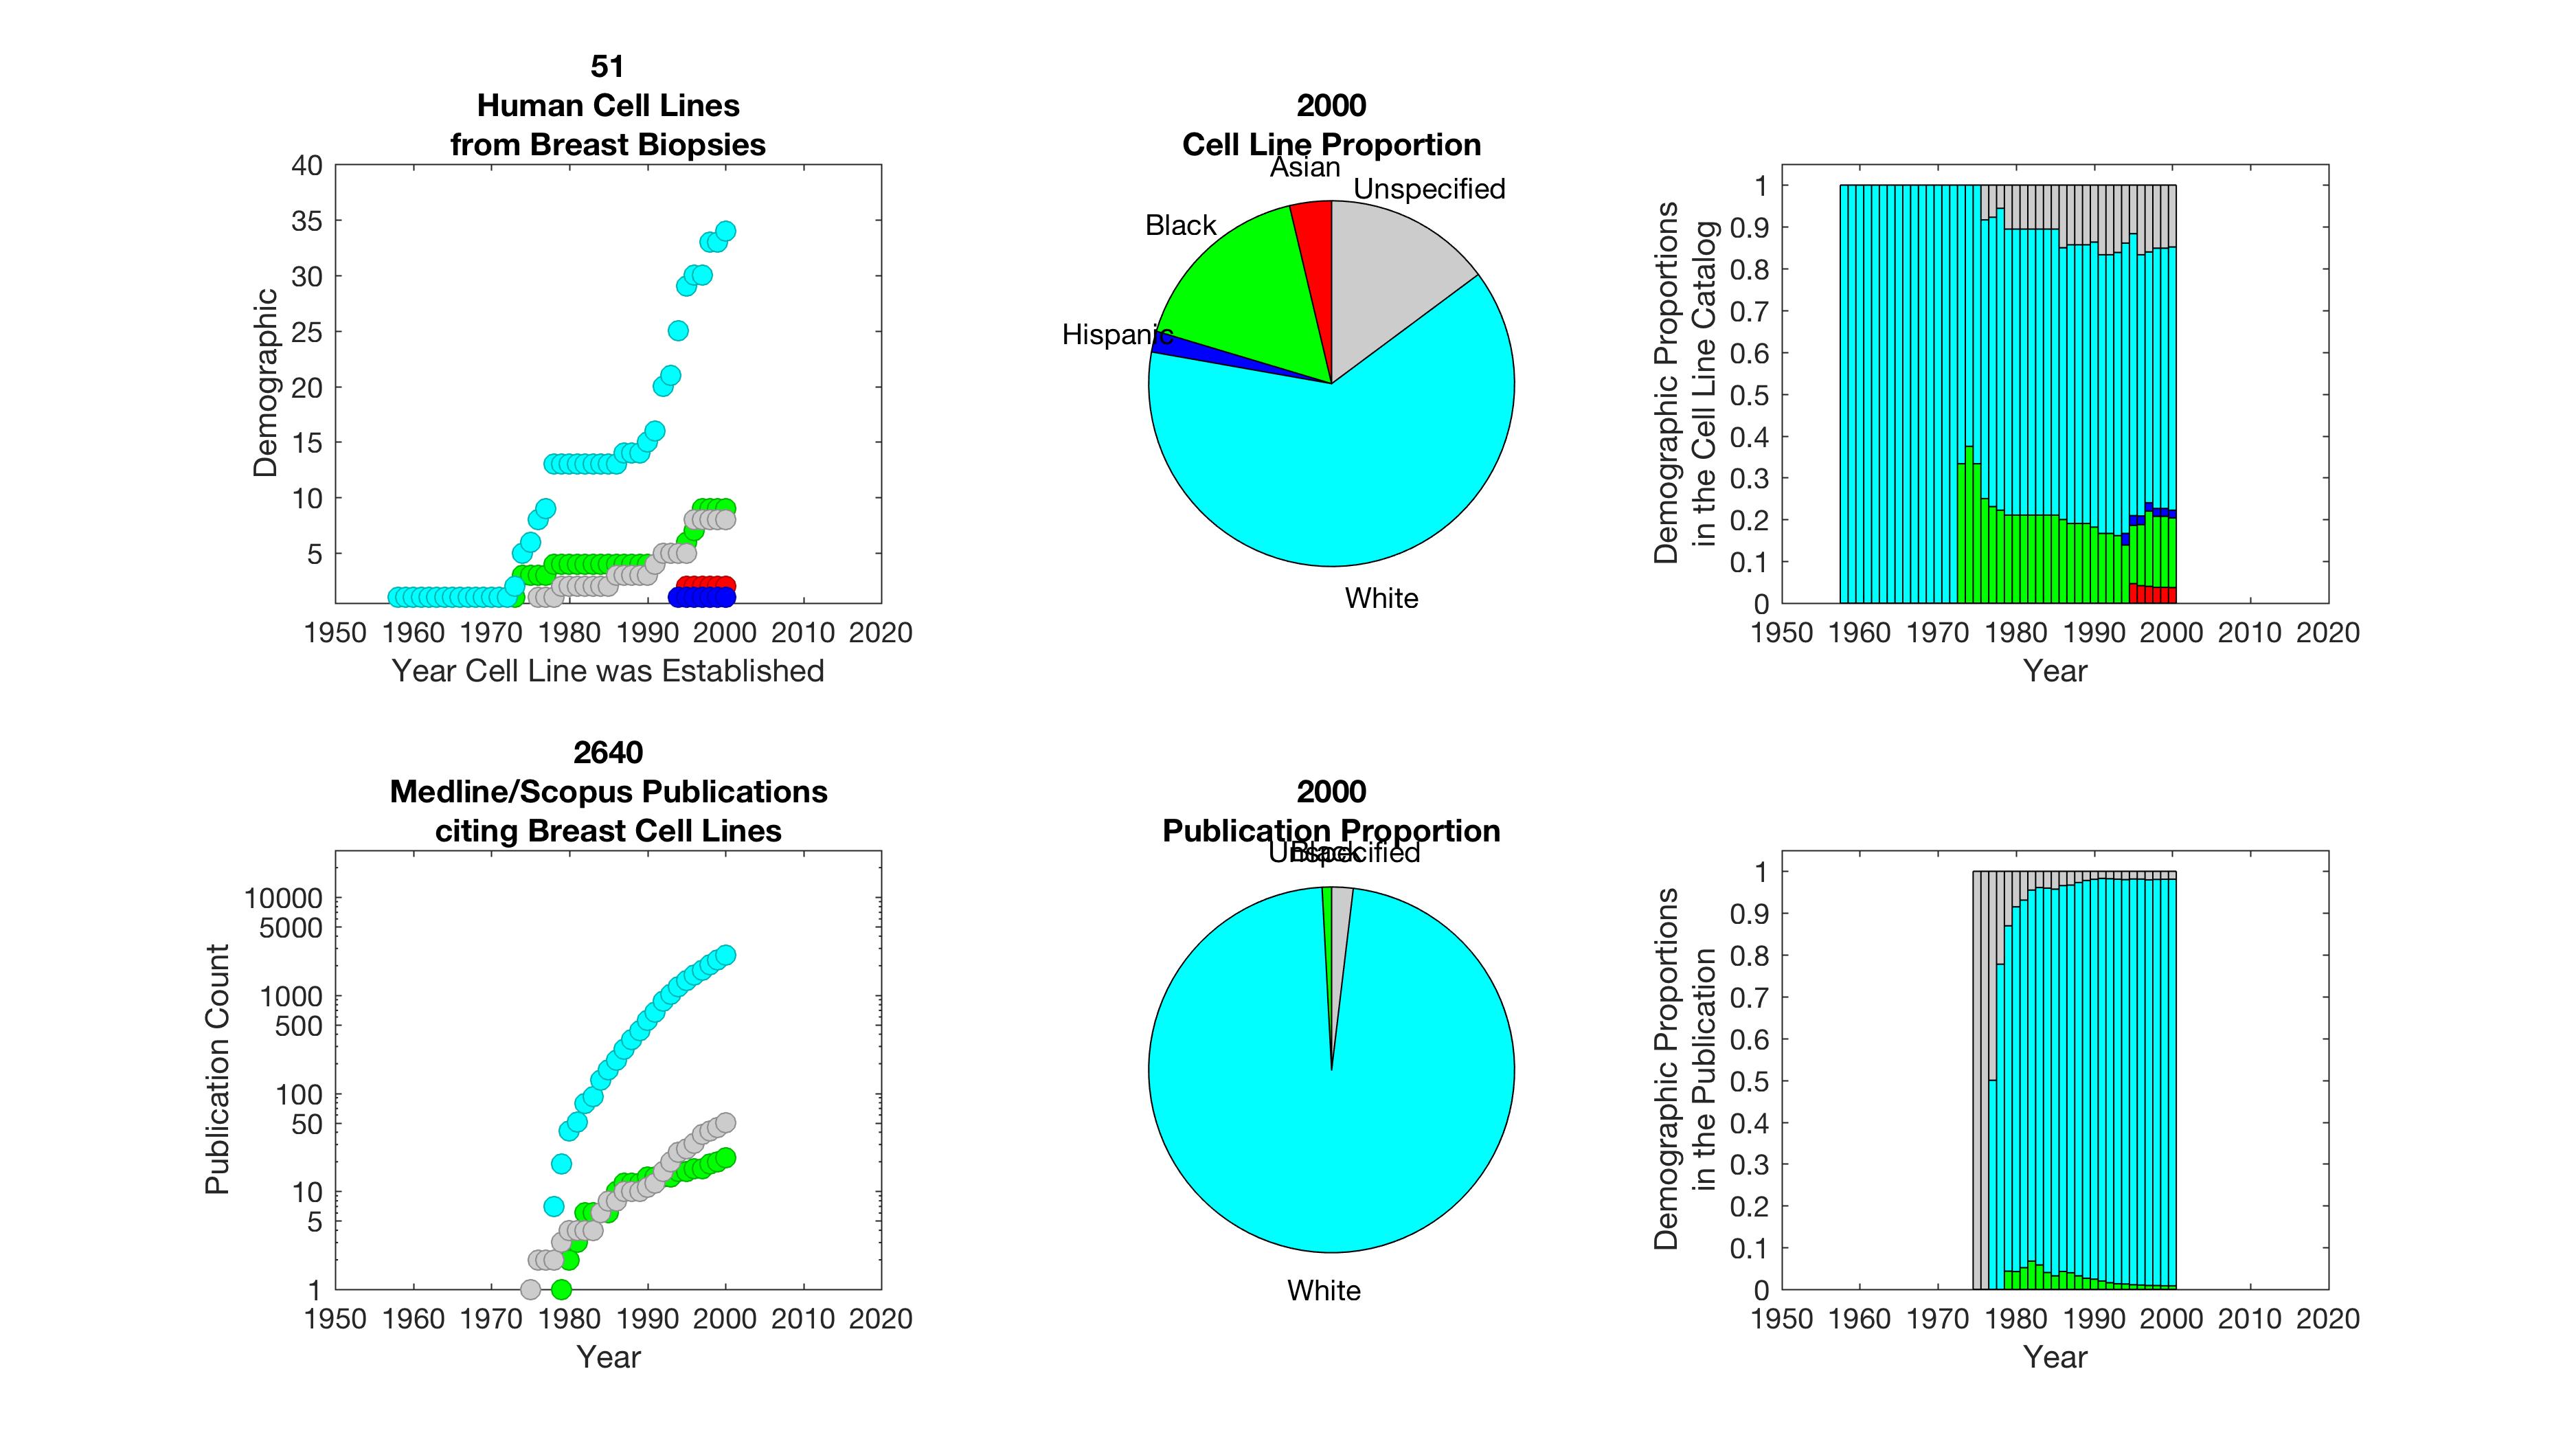 51
Human Cell Lines
from Breast Biopsies
40
35
30
25
20
15
10
5
Demographic
1950 1960 1970 1980 1990 2000 2010 2020
Year Cell Line was Established
2000
Cell Line Proportion
Asian
Unspecified
Black
Hispanic
White
Demographic Proportions
in the Cell Line Catalog
1
0.9
0.8
0.7
0.6
0.5
0.4
0.3
0.2
0.1
0
1950 1960 1970 1980 1990 2000 2010 2020
Year
2640
Medline/Scopus Publications
citing Breast Cell Lines
Publication Count
10000
5000
1000
500
100
50
10
5
1
1950 1960 1970 1980 1990 2000 2010 2020
Year
2000
Publication Proportion
Unspecified
Black
White
Demographic Proportions
in the Publication
1
0.9
0.8
0.7
0.6
0.5
0.4
0.3
0.2
0.1
0
1950 1960 1970 1980 1990 2000 2010 2020
Year